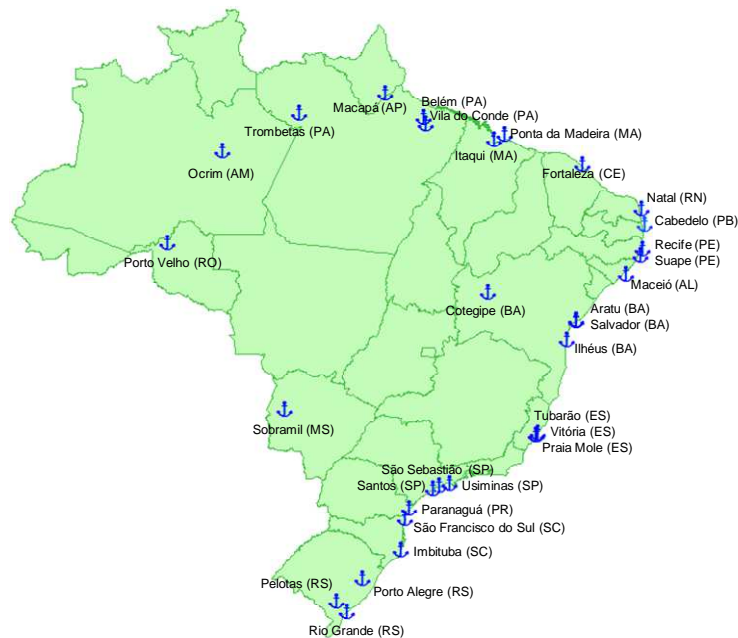 Belém (PA)
Macapá (AP)
Vila do Conde (PA)
Trombetas (PA)
Ponta da Madeira (MA)
Itaqui (MA)
Ocrim (AM)
Fortaleza (CE)
Natal (RN)
Cabedelo (PB)
Recife (PE)
Porto Velho (RO)
Suape (PE)
Maceió (AL)
Cotegipe (BA)
Aratu (BA)
Salvador (BA)
Ilhéus (BA)
Tubarão (ES)
Sobramil (MS)
Vitória (ES)
Praia Mole (ES)
São Sebastião (SP)
Santos (SP)
Usiminas (SP)
Paranaguá (PR)
São Francisco do Sul (SC)
Imbituba (SC)
Pelotas (RS)
Porto Alegre (RS)
Rio Grande (RS)